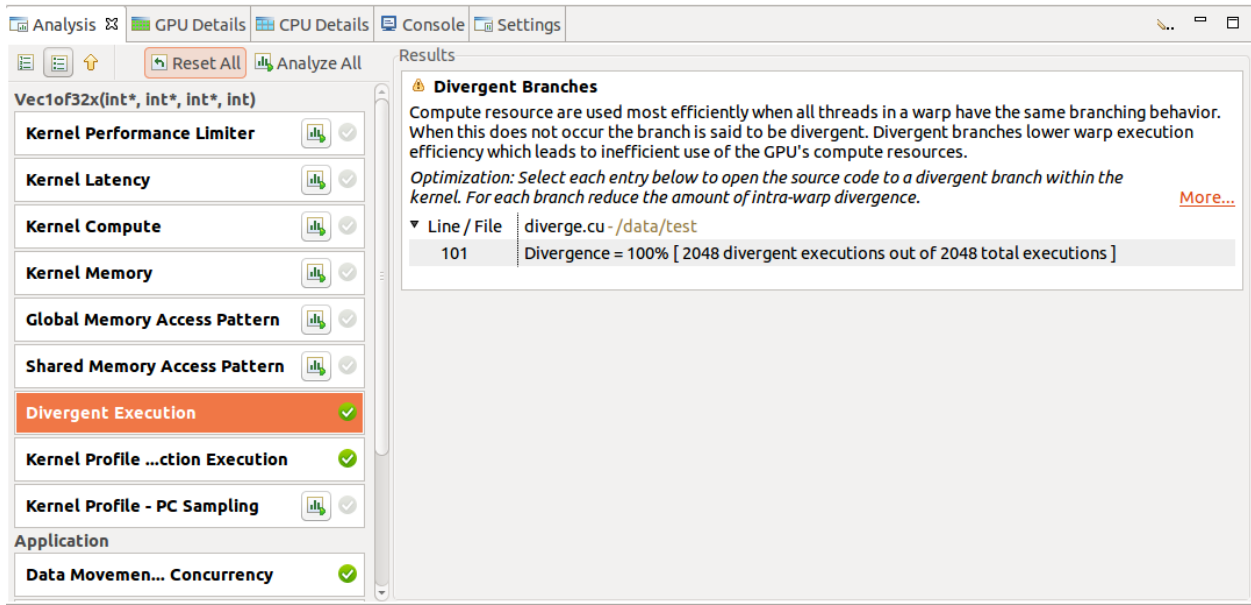 Analysis GPU Details CPU Details Console Settings
Reset All Analyze All
Vec1of32x(int*, int*, int*, int)
Kernel Performance Limiter
Kernel Latency
Kernel Compute
Kernel Memory
Global Memory Access Pattern
Shared Memory Access Pattern
Divergent Execution
Kernel Profile ...ction Execution
Kernel Profile - PC Sampling
Application
Data Movemen... Concurrency
Results
Divergent Branches
Compute resource are used most efficiently when all threads in a warp have the same branching behavior.
When this does not occur the branch is said to be divergent. Divergent branches lower warp execution
efficiency which leads to inefficient use of the GPU's compute resources.
Optimization: Select each entry below to open the source code to a divergent branch within the
kernel. For each branch reduce the amount of intra-warp divergence. More...
Line / File diverge.cu - /data/test
101 Divergence = 100% [ 2048 divergent executions out of 2048 total executions ]